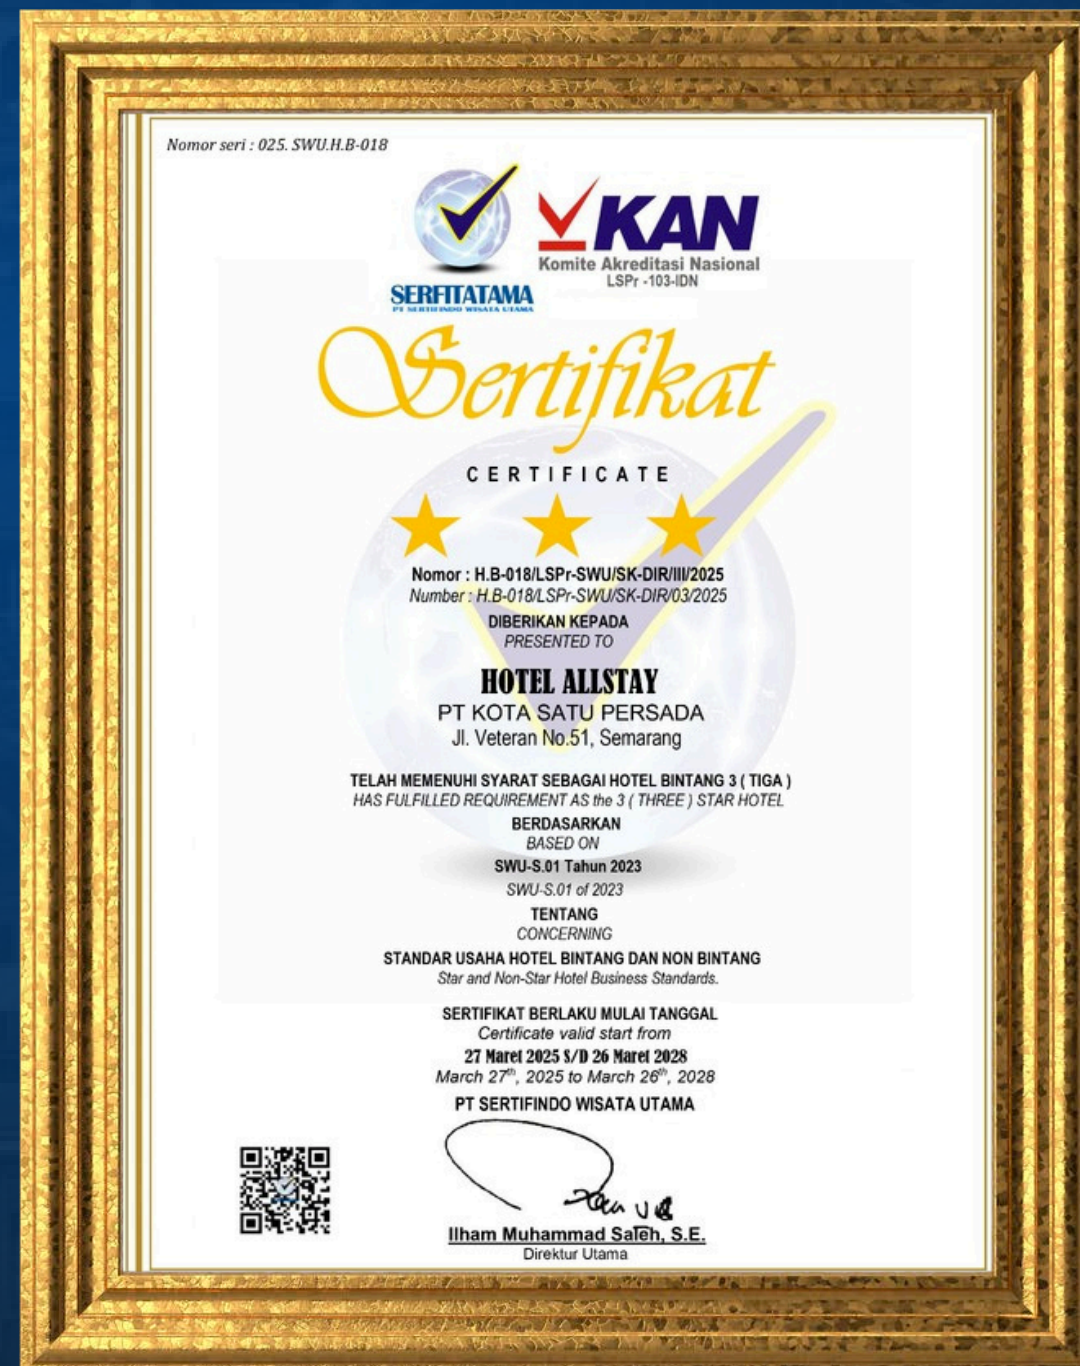 Nomor seri : 025. SWU.H.B-018
KAN
Komite Akreditasi Nasional
LSPr -103-IDN
SERFITATAMA
PT SERTIFINDO WISATA UTAMA
Sertifikat
CERTIFICATE
Nomor : H.B-018/LSPr-SWU/SK-DIR/III/2025
Number : H.B-018/LSPr-SWU/SK-DIR/03/2025
DIBERIKAN KEPADA
PRESENTED TO
HOTEL ALLSTAY
PT KOTA SATU PERSADA
Jl. Veteran No.51, Semarang
TELAH MEMENUHI SYARAT SEBAGAI HOTEL BINTANG 3 ( TIGA )
HAS FULFILLED REQUIREMENT AS the 3 ( THREE ) STAR HOTEL
BERDASARKAN
BASED ON
SWU-S.01 Tahun 2023
SWU-S.01 of 2023
TENTANG
CONCERNING
STANDAR USAHA HOTEL BINTANG DAN NON BINTANG
Star and Non-Star Hotel Business Standards.
SERTIFIKAT BERLAKU MULAI TANGGAL
Certificate valid start from
27 Maret 2025 S/D 26 Maret 2028
March 27th, 2025 to March 26th, 2028
PT SERTIFINDO WISATA UTAMA
Ilham Muhammad Saleh, S.E.
Direktur Utama